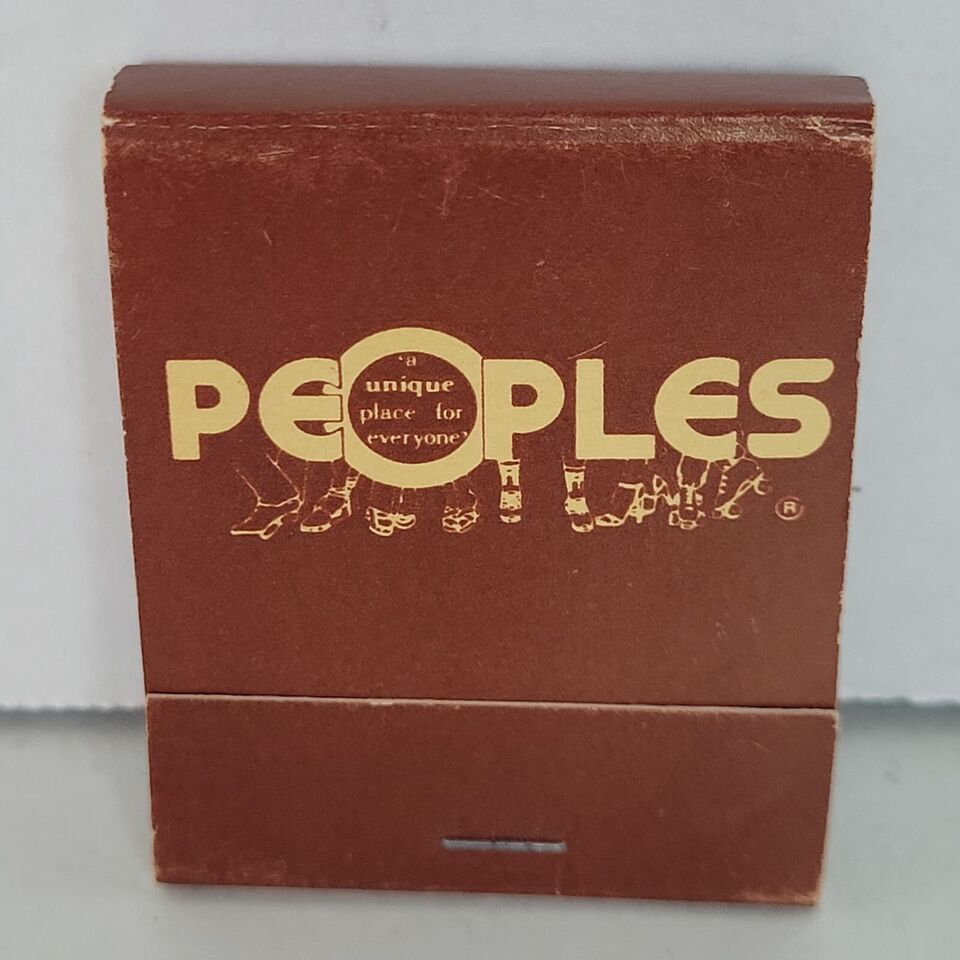 PEOPLES
'a
unique
place for
everyone'
®